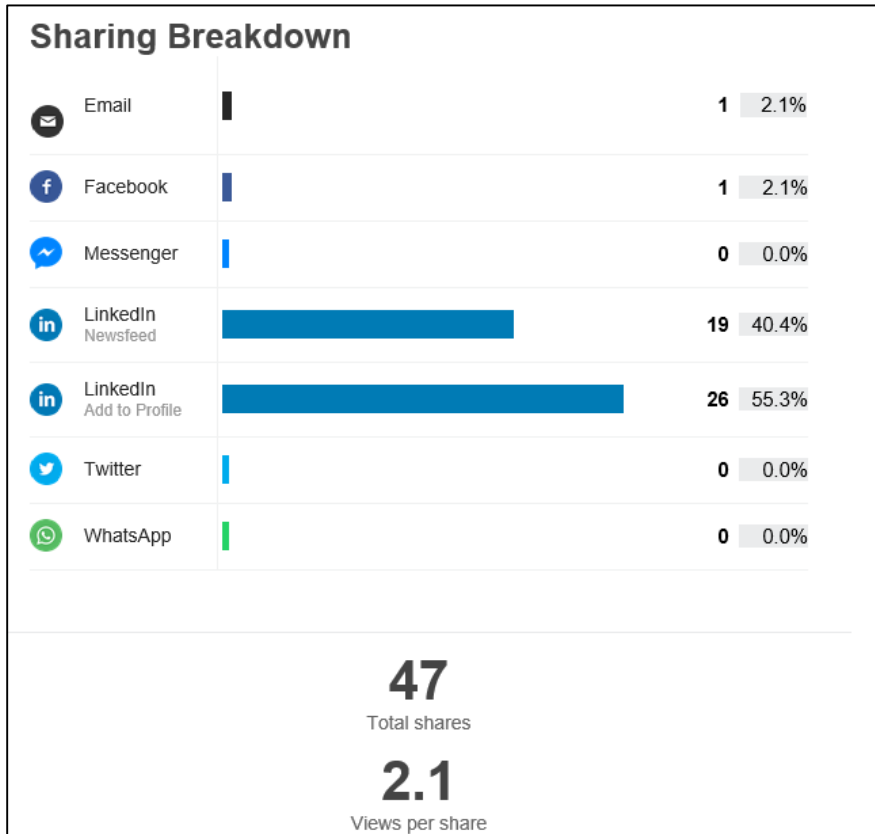 Sharing Breakdown
Email 1 2.1%
f Facebook 1 2.1%
Messenger 0 0.0%
in LinkedIn 19 40.4%
Newsfeed
in LinkedIn 26 55.3%
Add to Profile
Twitter 0 0.0%
WhatsApp 0 0.0%
47
Total shares
2.1
Views per share